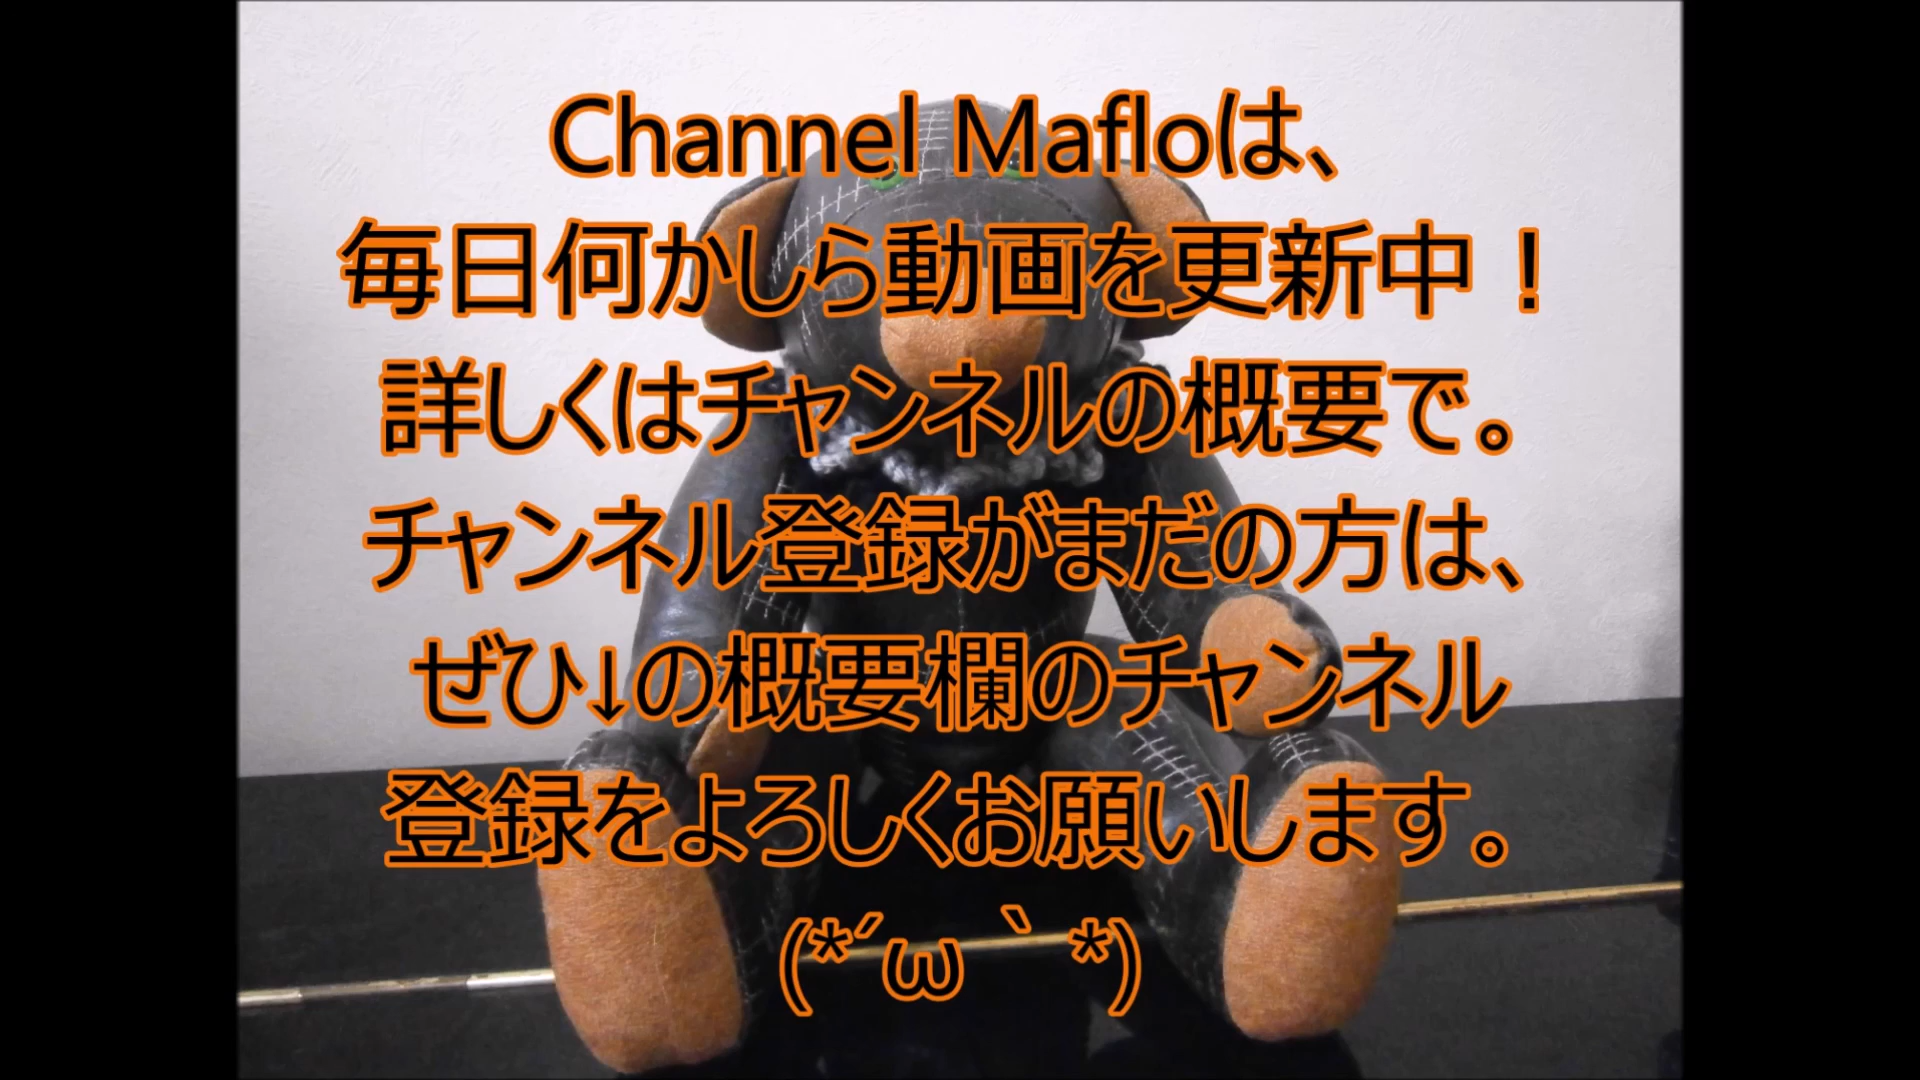 Channel Mafloは、
毎日何かしら動画を更新中！
詳しくはチャンネルの概要で。
チャンネル登録がまだの方は、
ぜひ↓の概要欄のチャンネル
登録をよろしくお願いします。
(*´ω｀*)